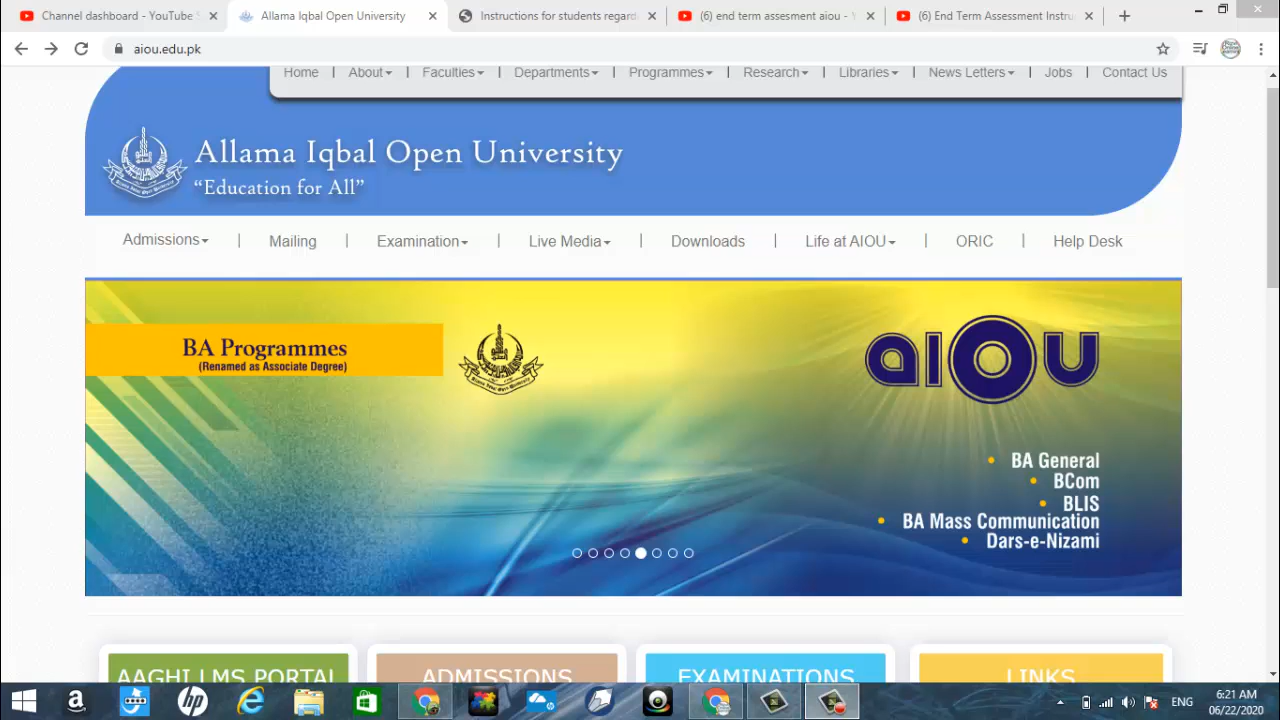 Channel dashboard - YouTube S
Allama Iqbal Open University
Instructions for students regard
(6) end term assesment aiou - Y
(6) End Term Assessment Instru
aiou.edu.pk
Home | About | Faculties | Departments | Programmes | Research | Libraries | News Letters | Jobs | Contact Us
Allama Iqbal Open University
“Education for All”
Admissions | Mailing | Examination | Live Media | Downloads | Life at AIOU | ORIC | Help Desk
BA Programmes
(Renamed as Associate Degree)
AIOU
• BA General
• BCom
• BLIS
• BA Mass Communication
• Dars-e-Nizami
AAGHI LMS PORTAL
ADMISSIONS
EXAMINATIONS
LINKS
ENG
6:21 AM
06/22/2020